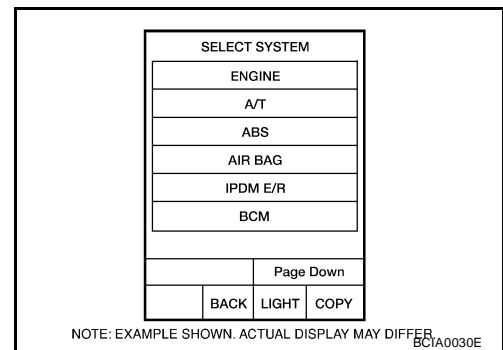 SELECT SYSTEM
ENGINE
A/T
ABS
AIR BAG
IPDM E/R
BCM
Page Down
BACK LIGHT COPY
NOTE: EXAMPLE SHOWN. ACTUAL DISPLAY MAY DIFFER.
BCIA0030E